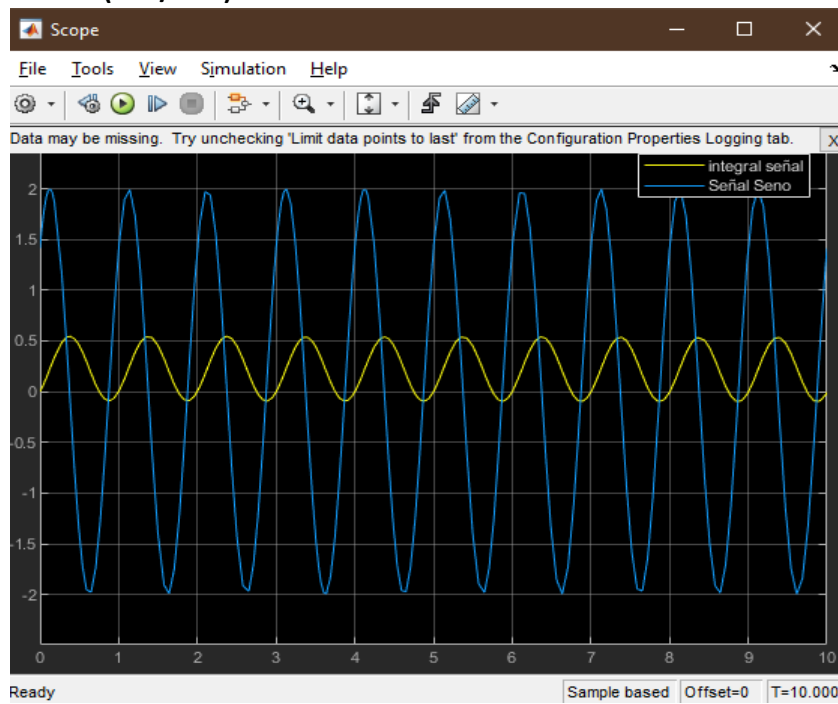 Scope
File Tools View Simulation Help
Data may be missing. Try unchecking 'Limit data points to last' from the Configuration Properties Logging tab. X
integral señal
Señal Seno
2
1.5
1
0.5
0
-0.5
-1
-1.5
-2
0 1 2 3 4 5 6 7 8 9 10
Ready Sample based Offset=0 T=10.000